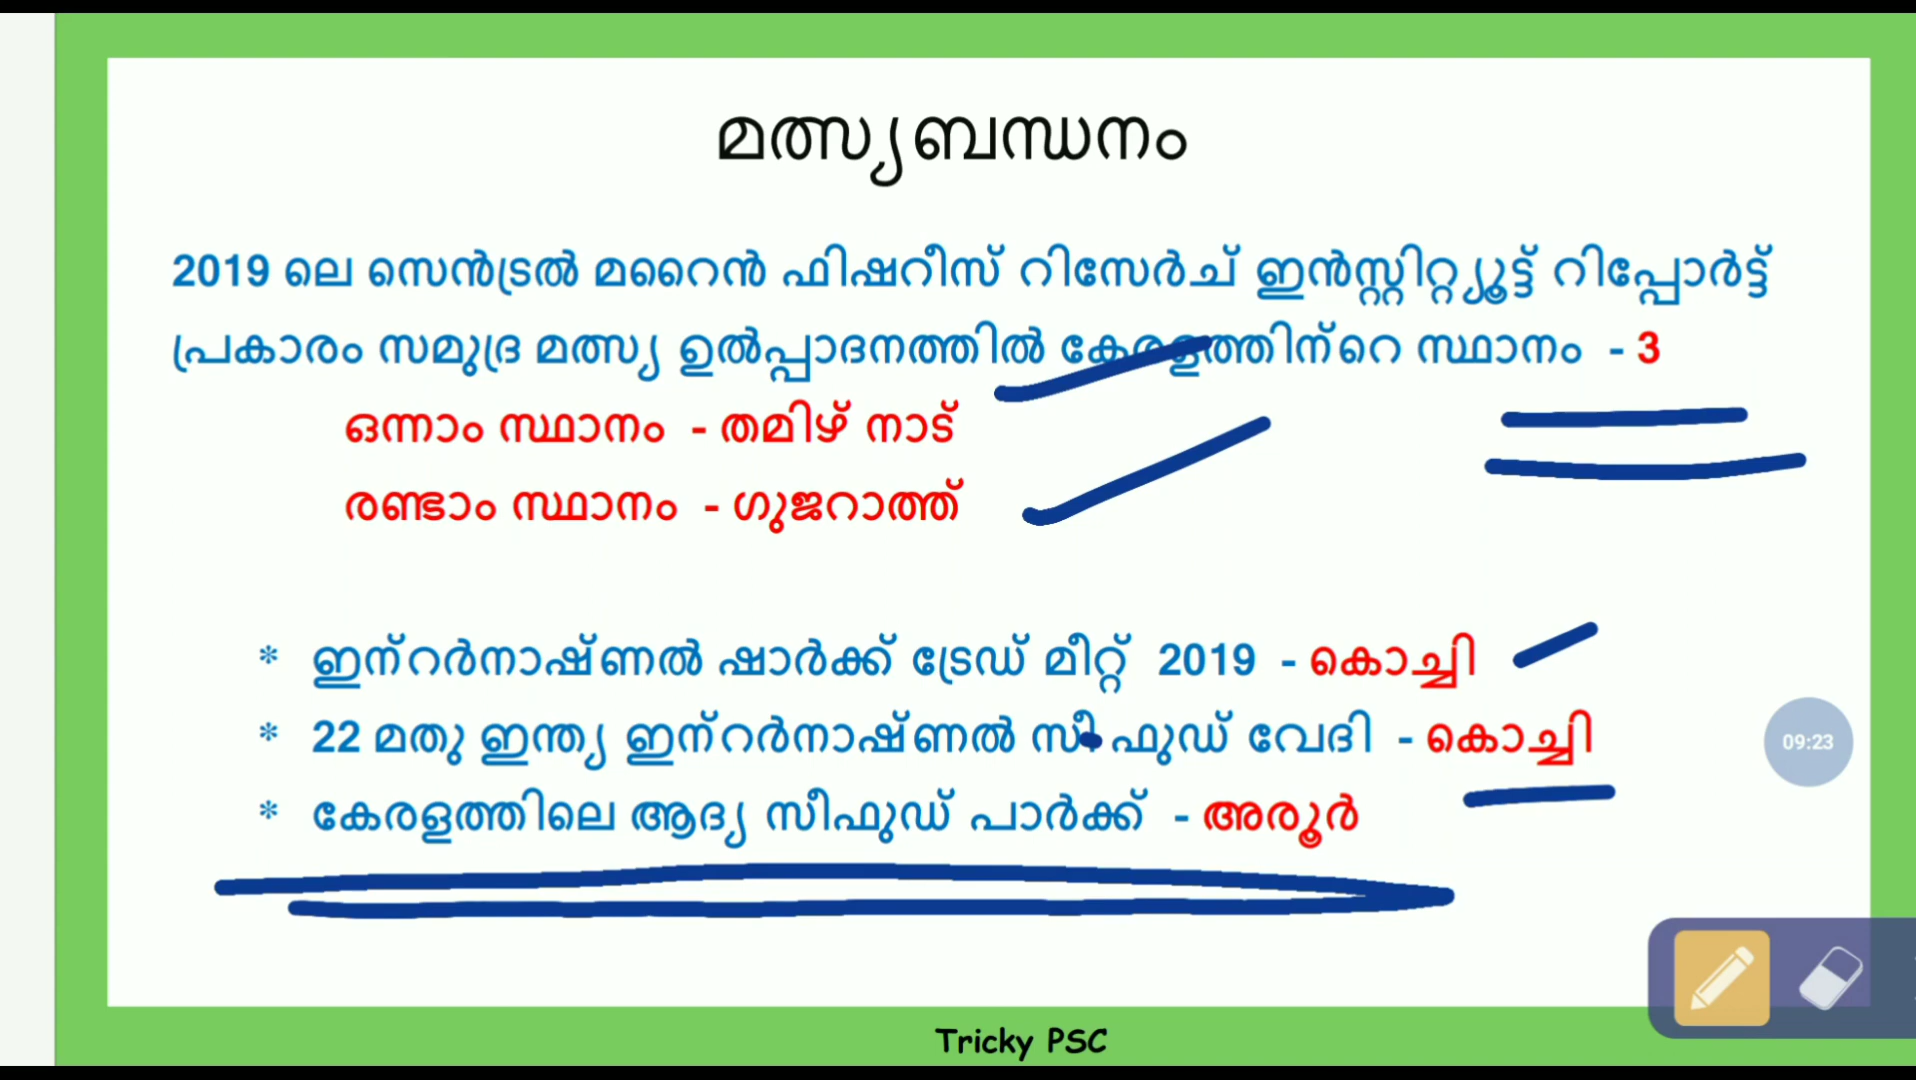 മത്സ്യബന്ധനം
2019 ലെ സെൻട്രൽ മറൈൻ ഫിഷറീസ് റിസേർച് ഇൻസ്റ്റിറ്റ്യൂട്ട് റിപ്പോർട്ട്
പ്രകാരം സമുദ്ര മത്സ്യ ഉൽപ്പാദനത്തിൽ കേരളത്തിന്റെ സ്ഥാനം - 3
ഒന്നാം സ്ഥാനം - തമിഴ് നാട്
രണ്ടാം സ്ഥാനം - ഗുജറാത്ത്
* ഇന്റർനാഷ്ണൽ ഷാർക്ക് ട്രേഡ് മീറ്റ് 2019 - കൊച്ചി
* 22 മതു ഇന്ത്യ ഇന്റർനാഷ്ണൽ സീ ഫുഡ് വേദി - കൊച്ചി
* കേരളത്തിലെ ആദ്യ സീഫുഡ് പാർക്ക് - അരൂർ
09:23
Tricky PSC